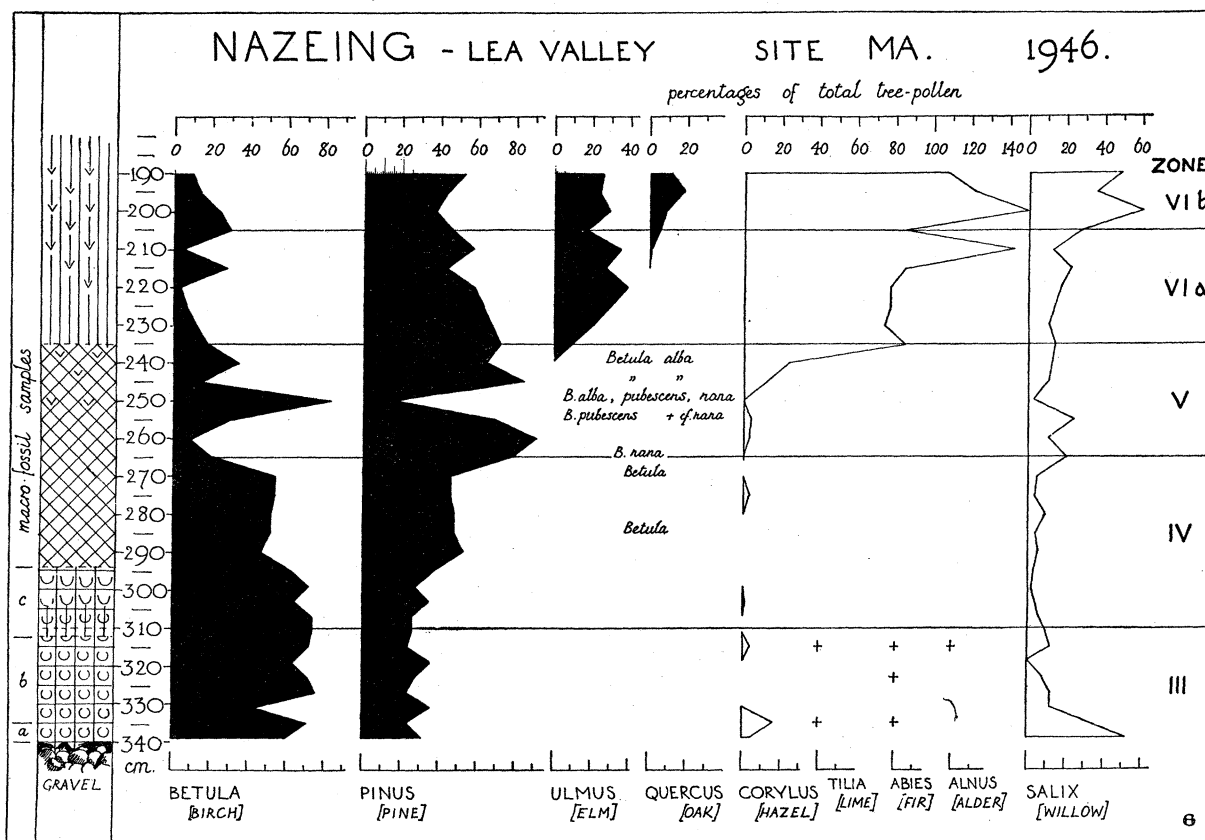 NAZEING - LEA VALLEY SITE MA. 1946.
percentages of total tree-pollen
0 20 40 60 80 0 20 40 60 80 0 20 40 0 20 0 20 40 60 80 100 120 140 0 20 40 60
ZONE
190
VI b
200
210
220
VI a
230
240
Betula alba
" "
250
B. alba, pubescens, nana
V
B. pubescens + cf. nana
260
B. nana
270
Betula
280
Betula
IV
290
300
310
320
III
330
340
cm.
macro-fossil samples
c
b
a
+ + +
+
+ +
GRAVEL
BETULA
[BIRCH]
PINUS
[PINE]
ULMUS
[ELM]
QUERCUS
[OAK]
CORYLUS
[HAZEL]
TILIA
[LIME]
ABIES
[FIR]
ALNUS
[ALDER]
SALIX
[WILLOW]
6